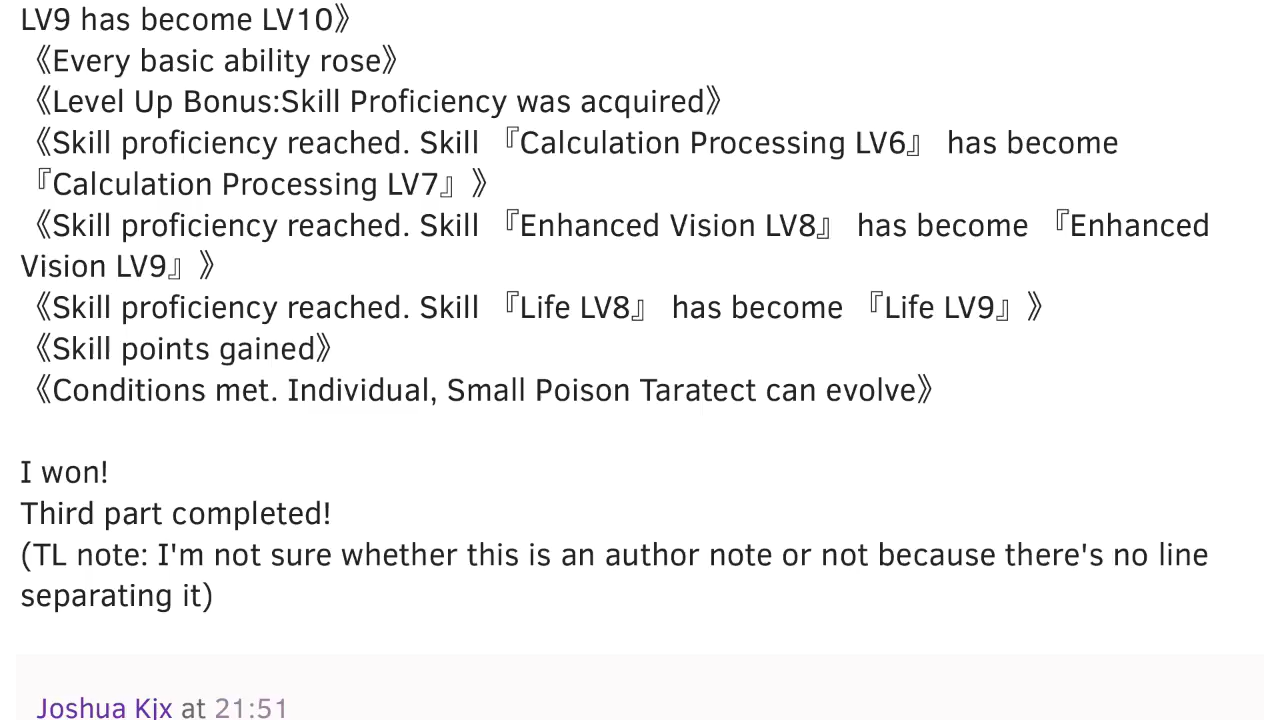 LV9 has become LV10》
《Every basic ability rose》
《Level Up Bonus:Skill Proficiency was acquired》
《Skill proficiency reached. Skill 『Calculation Processing LV6』 has become
『Calculation Processing LV7』》
《Skill proficiency reached. Skill 『Enhanced Vision LV8』 has become 『Enhanced
Vision LV9』》
《Skill proficiency reached. Skill 『Life LV8』 has become 『Life LV9』》
《Skill points gained》
《Conditions met. Individual, Small Poison Taratect can evolve》
I won!
Third part completed!
(TL note: I'm not sure whether this is an author note or not because there's no line
separating it)
Joshua Kjx at 21:51